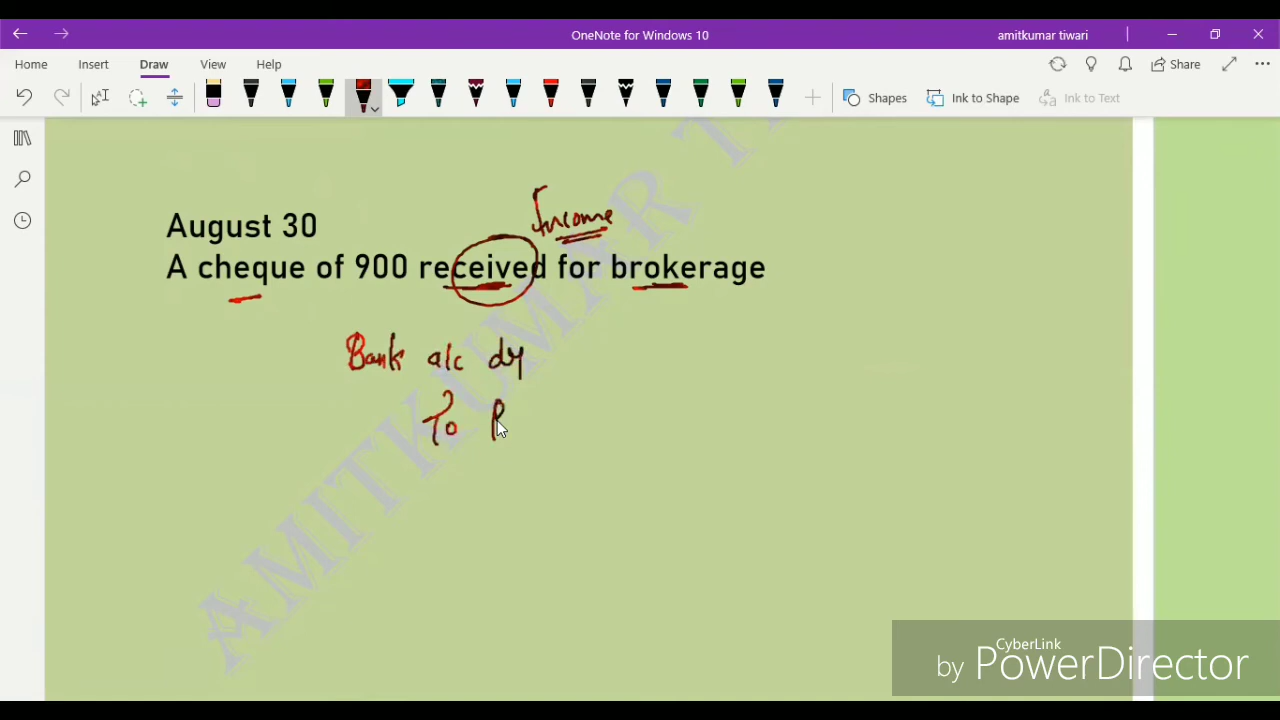 OneNote for Windows 10
amitkumar tiwari
Home Insert Draw View Help
Share
Shapes Ink to Shape Ink to Text
Income
August 30
A cheque of 900 received for brokerage
Bank a/c dr
To B
AMITKUMAR T
CyberLink
by PowerDirector